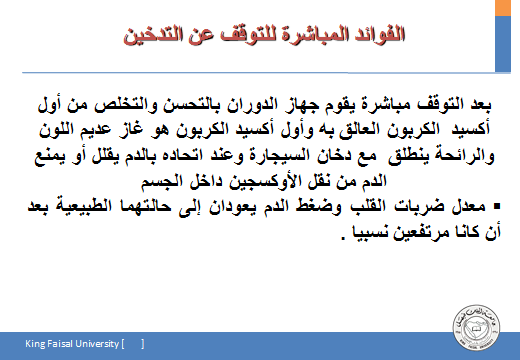 الفوائد المباشرة للتوقف عن التدخين
بعد التوقف مباشرة يقوم جهاز الدوران بالتحسن والتخلص من أول
أكسيد الكربون العالق به وأول أكسيد الكربون هو غاز عديم اللون
والرائحة ينطلق مع دخان السيجارة وعند اتحاده بالدم يقلل أو يمنع
الدم من نقل الأوكسجين داخل الجسم
▪ معدل ضربات القلب وضغط الدم يعودان إلى حالتهما الطبيعية بعد
أن كانا مرتفعين نسبيا .
King Faisal University [ ]